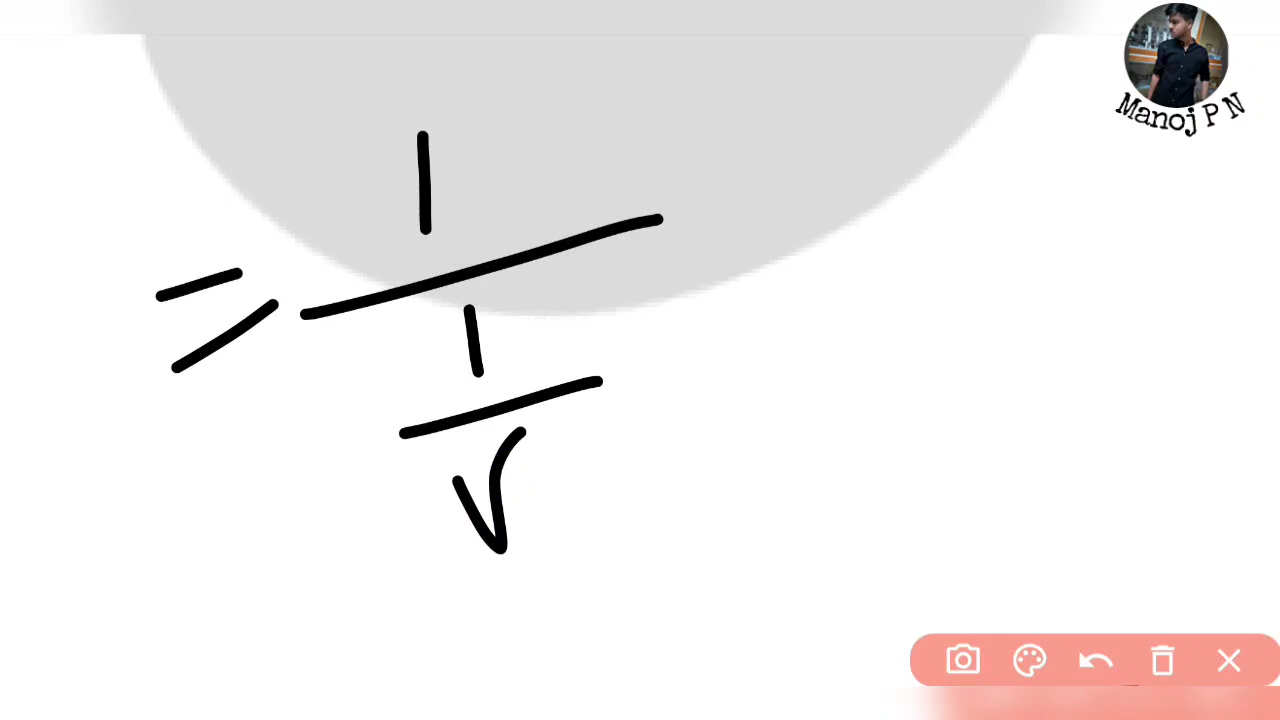 Manoj P N
= 1
1
√